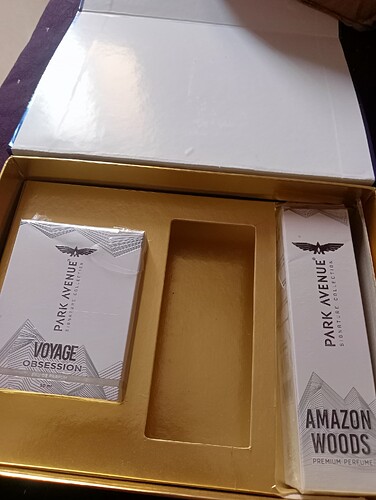 PARK AVENUE
SIGNATURE COLLECTION
VOYAGE
OBSESSION
PARK AVENUE
SIGNATURE COLLECTION
AMAZON
WOODS
PREMIUM PERFUME